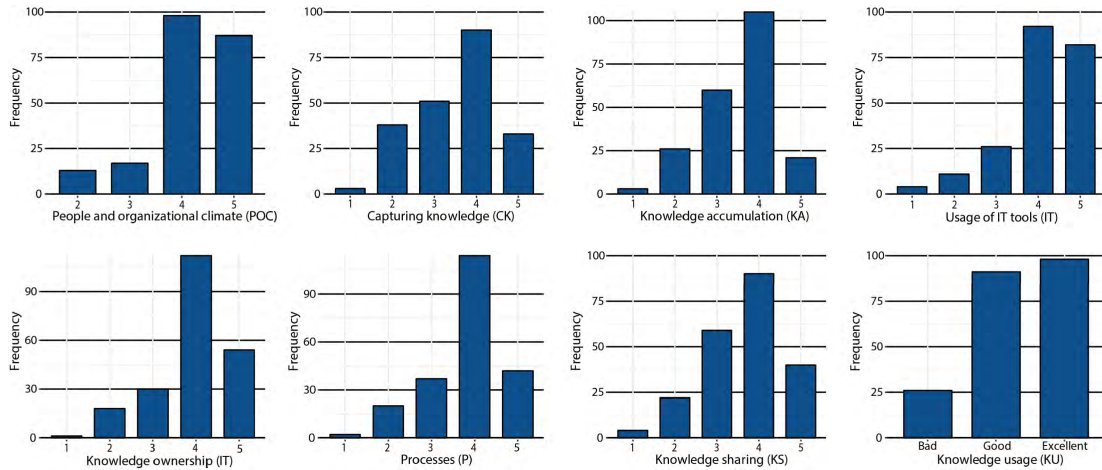 Frequency
100
75
50
25
0
2 3 4 5
People and organizational climate (POC)
Frequency
100
75
50
25
0
1 2 3 4 5
Capturing knowledge (CK)
Frequency
100
75
50
25
0
1 2 3 4 5
Knowledge accumulation (KA)
Frequency
100
75
50
25
0
1 2 3 4 5
Usage of IT tools (IT)
Frequency
90
60
30
0
1 2 3 4 5
Knowledge ownership (IT)
Frequency
90
60
30
0
1 2 3 4 5
Processes (P)
Frequency
100
75
50
25
0
1 2 3 4 5
Knowledge sharing (KS)
Frequency
100
75
50
25
0
Bad Good Excellent
Knowledge usage (KU)